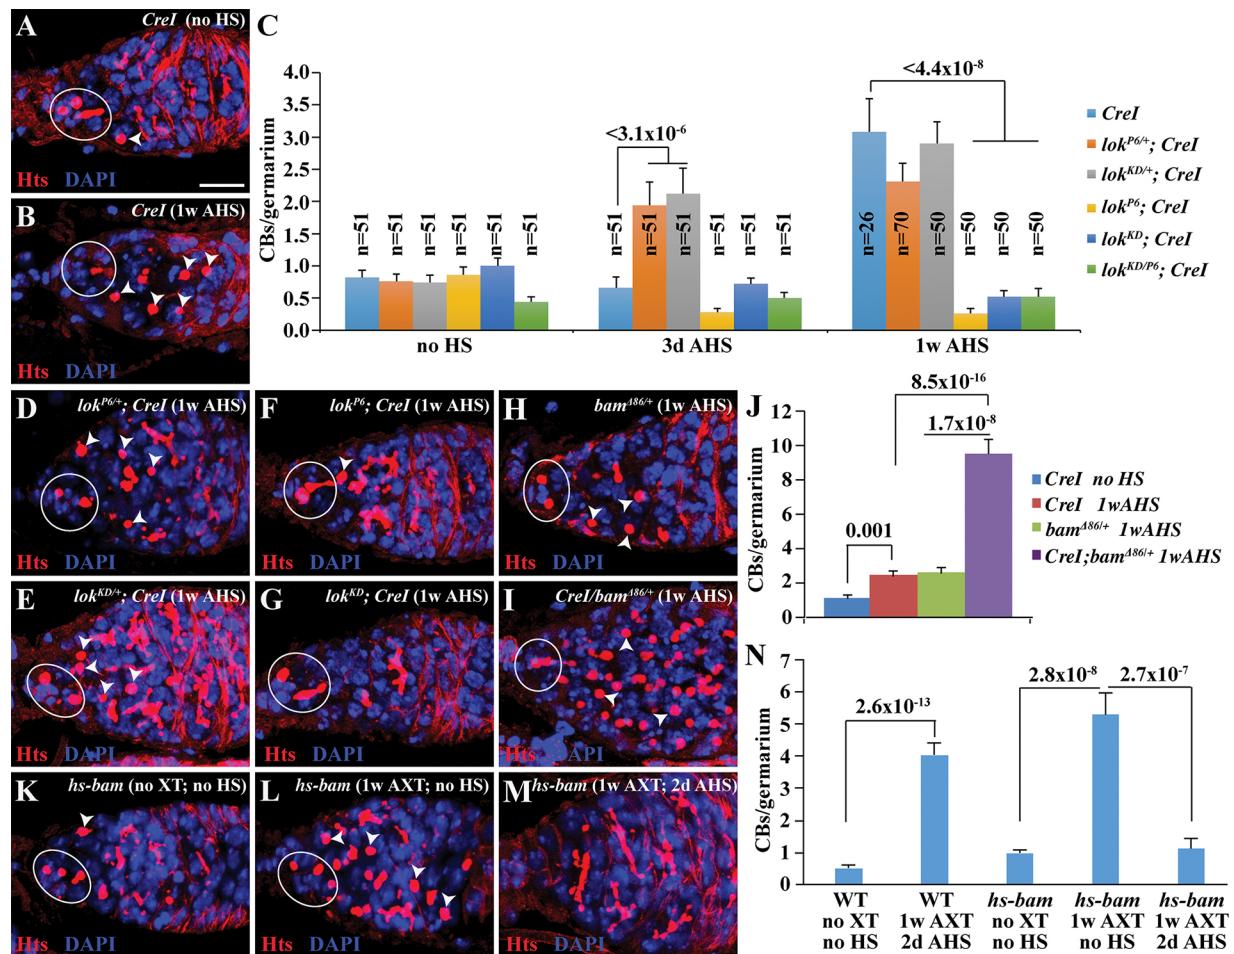 A
CreI (no HS)
Hts DAPI
B
CreI (1w AHS)
Hts DAPI
C
CBs/germarium
4.0
3.5
3.0
2.5
2.0
1.5
1.0
0.5
0.0
n=51
n=51
n=51
n=51
n=51
n=51
no HS
<3.1x10-6
n=51
n=51
n=51
n=51
n=51
n=51
3d AHS
<4.4x10-8
n=26
n=70
n=50
n=50
n=50
n=50
1w AHS
CreI
lokP6/+; CreI
lokKD/+; CreI
lokP6; CreI
lokKD; CreI
lokKD/P6; CreI
D
lokP6/+; CreI (1w AHS)
Hts DAPI
F
lokP6; CreI (1w AHS)
Hts DAPI
H
bamΔ86/+ (1w AHS)
Hts DAPI
E
lokKD/+; CreI (1w AHS)
Hts DAPI
G
lokKD; CreI (1w AHS)
Hts DAPI
I
CreI/bamΔ86/+ (1w AHS)
Hts DAPI
J
CBs/germarium
12
10
8
6
4
2
0
8.5x10-16
1.7x10-8
0.001
CreI no HS
CreI 1wAHS
bamΔ86/+ 1wAHS
CreI;bamΔ86/+ 1wAHS
K
hs-bam (no XT; no HS)
Hts DAPI
L
hs-bam (1w AXT; no HS)
Hts DAPI
M
hs-bam (1w AXT; 2d AHS)
Hts DAPI
N
CBs/germarium
7
6
5
4
3
2
1
0
2.6x10-13
2.8x10-8
2.7x10-7
WT
no XT
no HS
WT
1w AXT
2d AHS
hs-bam
no XT
no HS
hs-bam
1w AXT
no HS
hs-bam
1w AXT
2d AHS